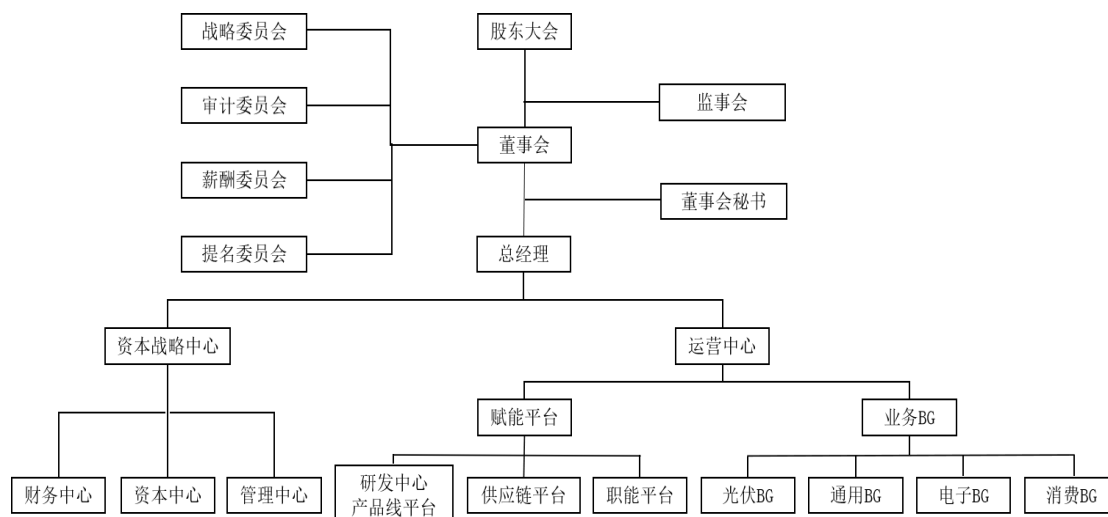 战略委员会
股东大会
审计委员会
监事会
董事会
薪酬委员会
董事会秘书
提名委员会
总经理
资本战略中心
运营中心
赋能平台
业务BG
财务中心
资本中心
管理中心
研发中心
产品线平台
供应链平台
职能平台
光伏BG
通用BG
电子BG
消费BG